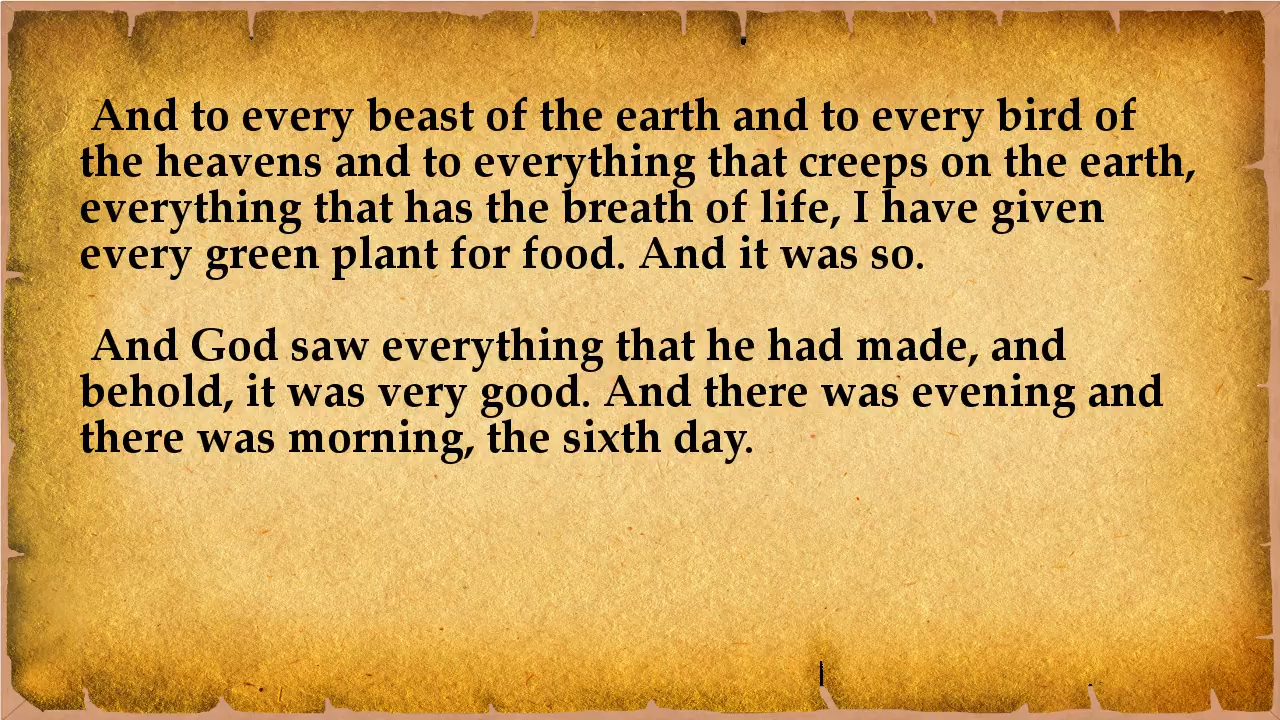 And to every beast of the earth and to every bird of
the heavens and to everything that creeps on the earth,
everything that has the breath of life, I have given
every green plant for food. And it was so.
And God saw everything that he had made, and
behold, it was very good. And there was evening and
there was morning, the sixth day.